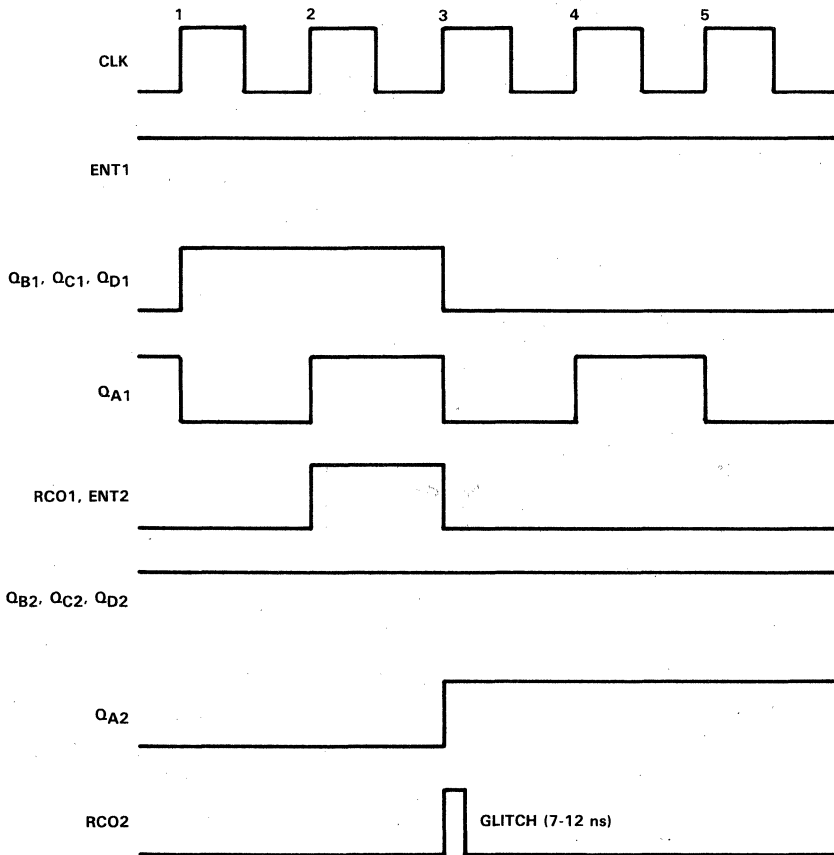 1 2 3 4 5
CLK
ENT1
QB1, QC1, QD1
QA1
RCO1, ENT2
QB2, QC2, QD2
QA2
RCO2 GLITCH (7-12 ns)